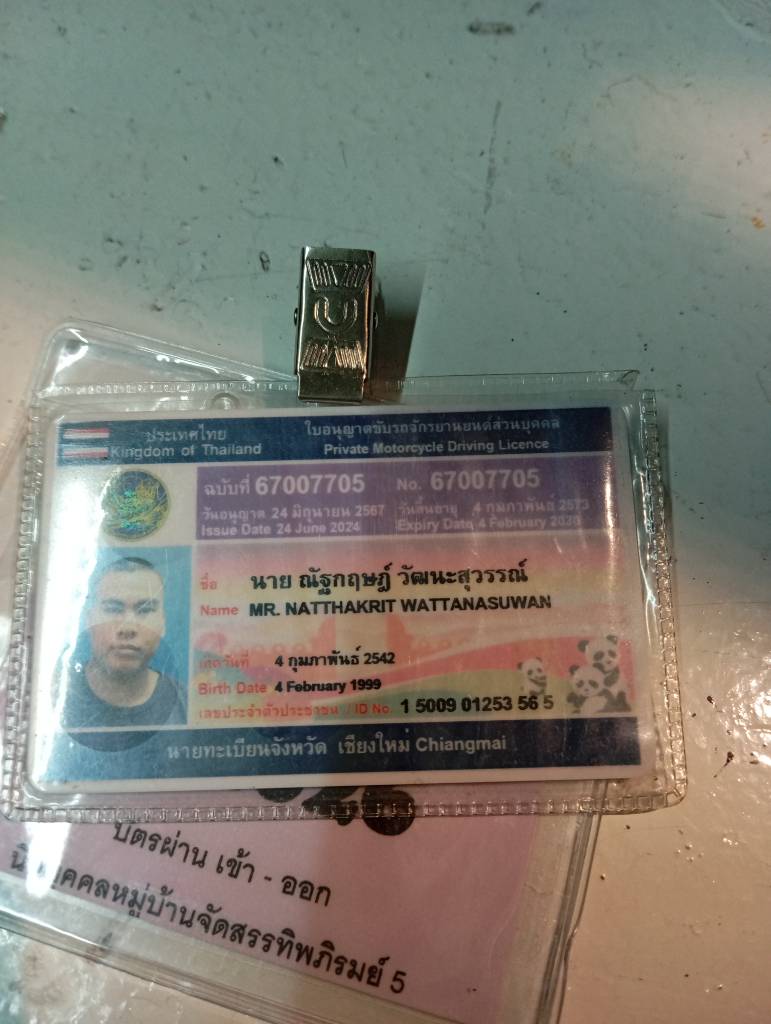 ประเทศไทย
Kingdom of Thailand
ใบอนุญาตขับรถจักรยานยนต์ส่วนบุคคล
Private Motorcycle Driving Licence
ฉบับที่ 67007705 No. 67007705
วันอนุญาต 24 มิถุนายน 2567 วันสิ้นอายุ 4 กุมภาพันธ์ 2573
Issue Date 24 June 2024 Expiry Date 4 February
ชื่อ นาย ณัฐกฤษฎ์ วัฒนะสุวรรณ์
Name MR. NATTHAKRIT WATTANASUWAN
เกิดวันที่ 4 กุมภาพันธ์ 2542
Birth Date 4 February 1999
เลขประจำตัวประชาชน / ID No. 1 5009 01253 56 5
นายทะเบียนจังหวัด เชียงใหม่ Chiangmai
บัตรผ่าน เข้า - ออก
นิติบุคคลหมู่บ้านจัดสรรทิพภิรมย์ 5